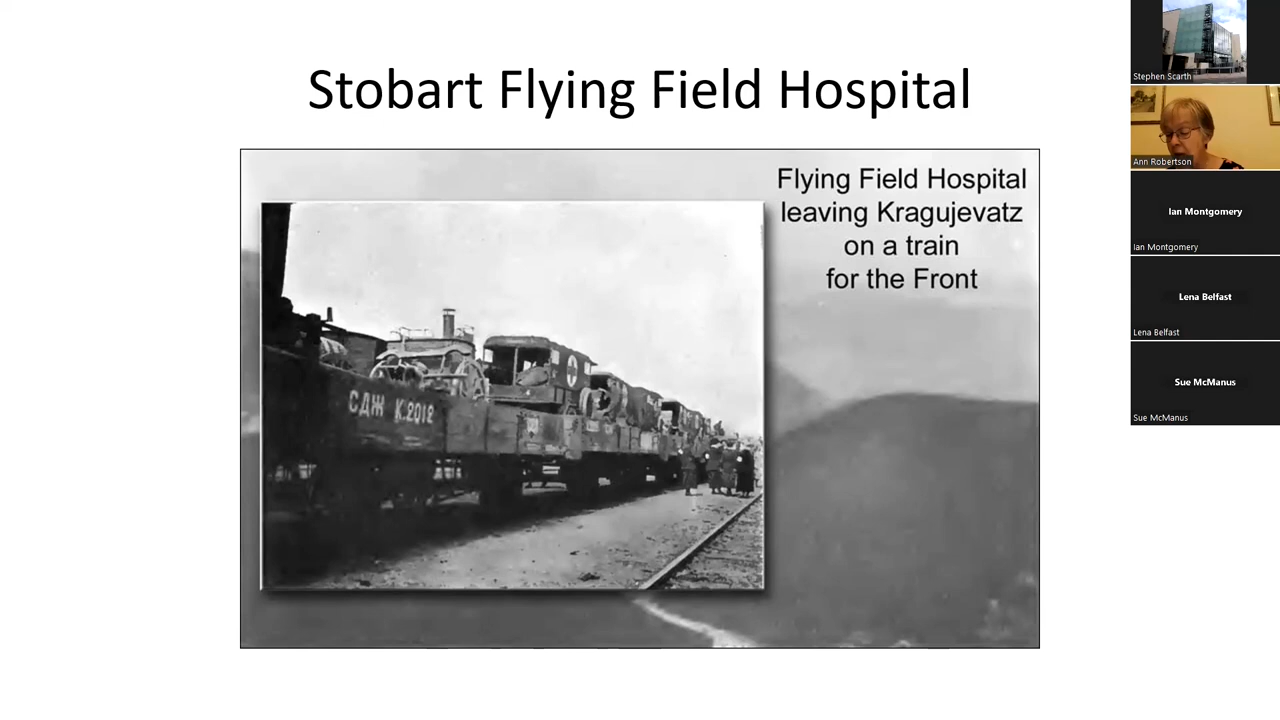 Stobart Flying Field Hospital
Flying Field Hospital
leaving Kragujevatz
on a train
for the Front
СДЖ К.2012
Stephen Scarth
Ann Robertson
Ian Montgomery
Ian Montgomery
Lena Belfast
Lena Belfast
Sue McManus
Sue McManus